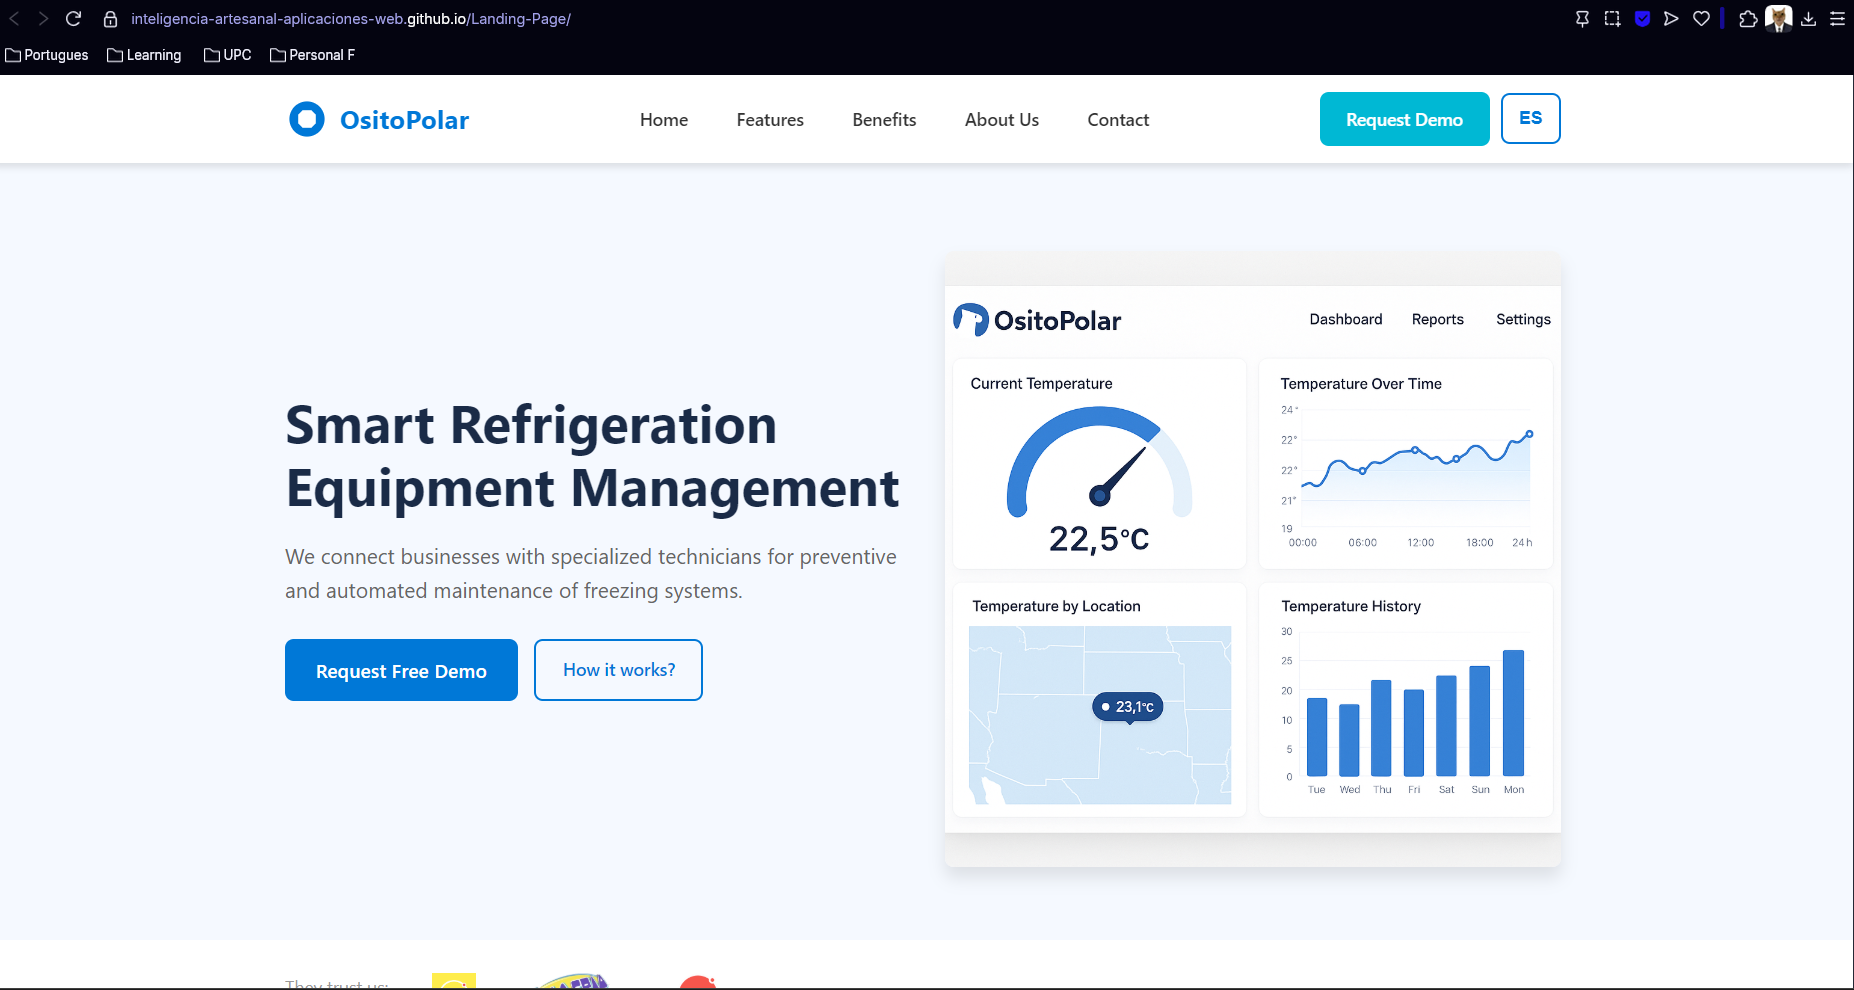 inteligencia-artesanal-aplicaciones-web.github.io/Landing-Page/
Portugues Learning UPC Personal F
OsitoPolar Home Features Benefits About Us Contact Request Demo ES
Smart Refrigeration
Equipment Management
We connect businesses with specialized technicians for preventive
and automated maintenance of freezing systems.
Request Free Demo How it works?
OsitoPolar Dashboard Reports Settings
Current Temperature
22,5°C
Temperature Over Time
24°
22°
22°
21°
19
00:00 06:00 12:00 18:00 24h
Temperature by Location
23,1°C
Temperature History
30
25
20
10
5
0
Tue Wed Thu Fri Sat Sun Mon
They trust us: